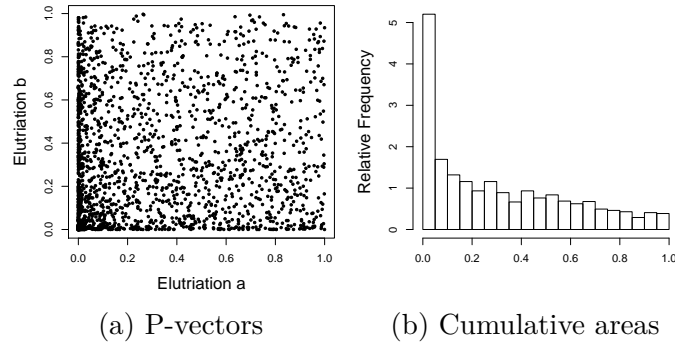 Elutriation b
0.0 0.2 0.4 0.6 0.8 1.0
0.0 0.2 0.4 0.6 0.8 1.0
Elutriation a
(a) P-vectors
Relative Frequency
0 1 2 3 4 5
0.0 0.2 0.4 0.6 0.8 1.0
(b) Cumulative areas